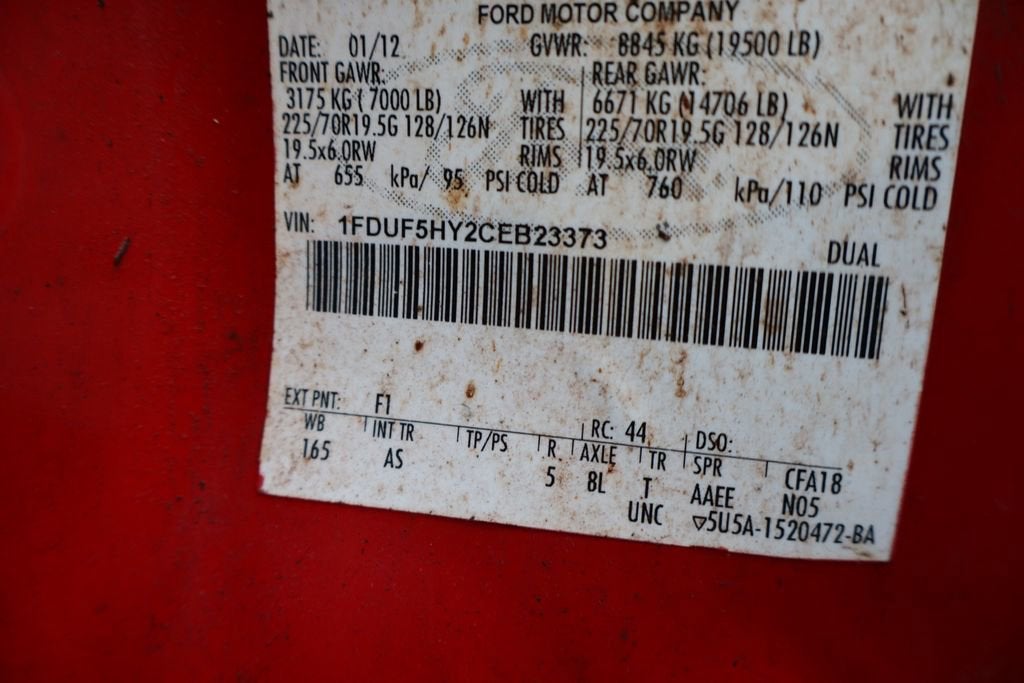 FORD MOTOR COMPANY
DATE: 01/12 GVWR: 8845 KG (19500 LB)
FRONT GAWR: REAR GAWR:
3175 KG ( 7000 LB) WITH 6671 KG (14706 LB) WITH
225/70R19.5G 128/126N TIRES 225/70R19.5G 128/126N TIRES
19.5x6.0RW RIMS 19.5x6.0RW RIMS
AT 655 kPa/ 95 PSI COLD AT 760 kPa/110 PSI COLD
VIN: 1FDUF5HY2CEB23373
DUAL
EXT PNT: F1 RC: 44 DSO:
WB INT TR TP/PS R AXLE TR SPR CFA18
165 AS 5 8L T AAEE N05
UNC ▽5U5A-1520472-BA